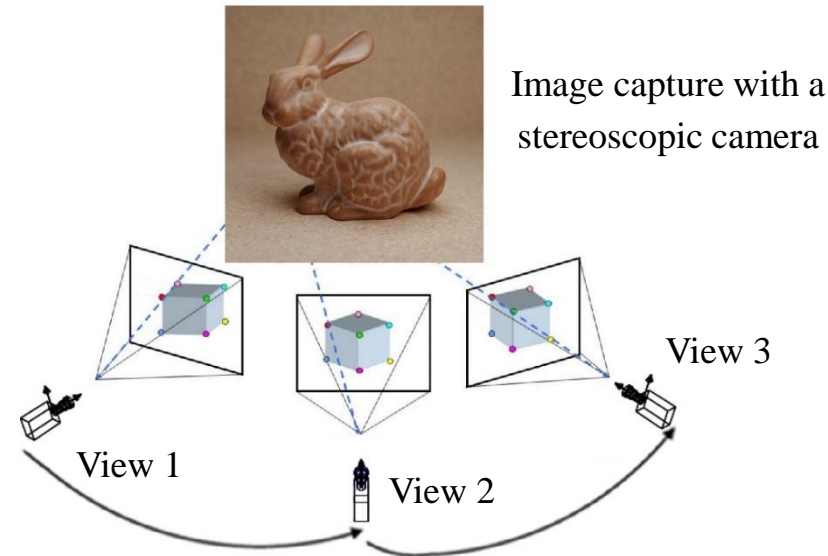 Image capture with a
stereoscopic camera
View 3
View 1
View 2